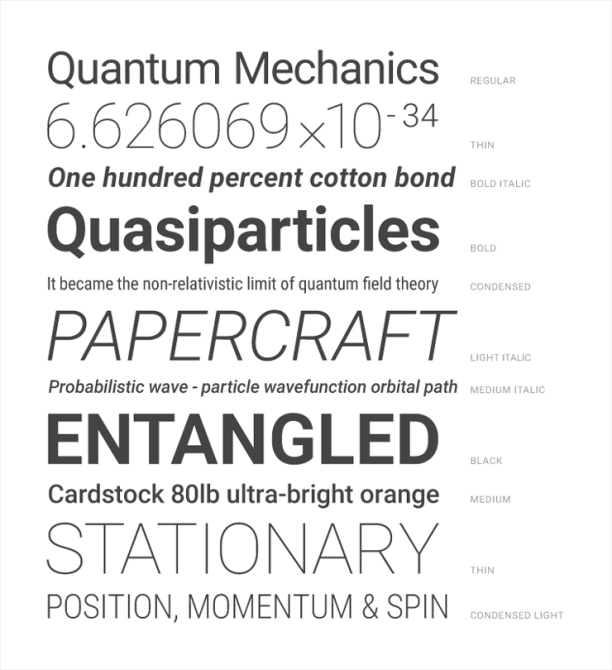 Quantum Mechanics REGULAR
6.626069×10-34 THIN
One hundred percent cotton bond BOLD ITALIC
Quasiparticles BOLD
It became the non-relativistic limit of quantum field theory CONDENSED
PAPERCRAFT LIGHT ITALIC
Probabilistic wave - particle wavefunction orbital path MEDIUM ITALIC
ENTANGLED BLACK
Cardstock 80lb ultra-bright orange MEDIUM
STATIONARY THIN
POSITION, MOMENTUM & SPIN CONDENSED LIGHT